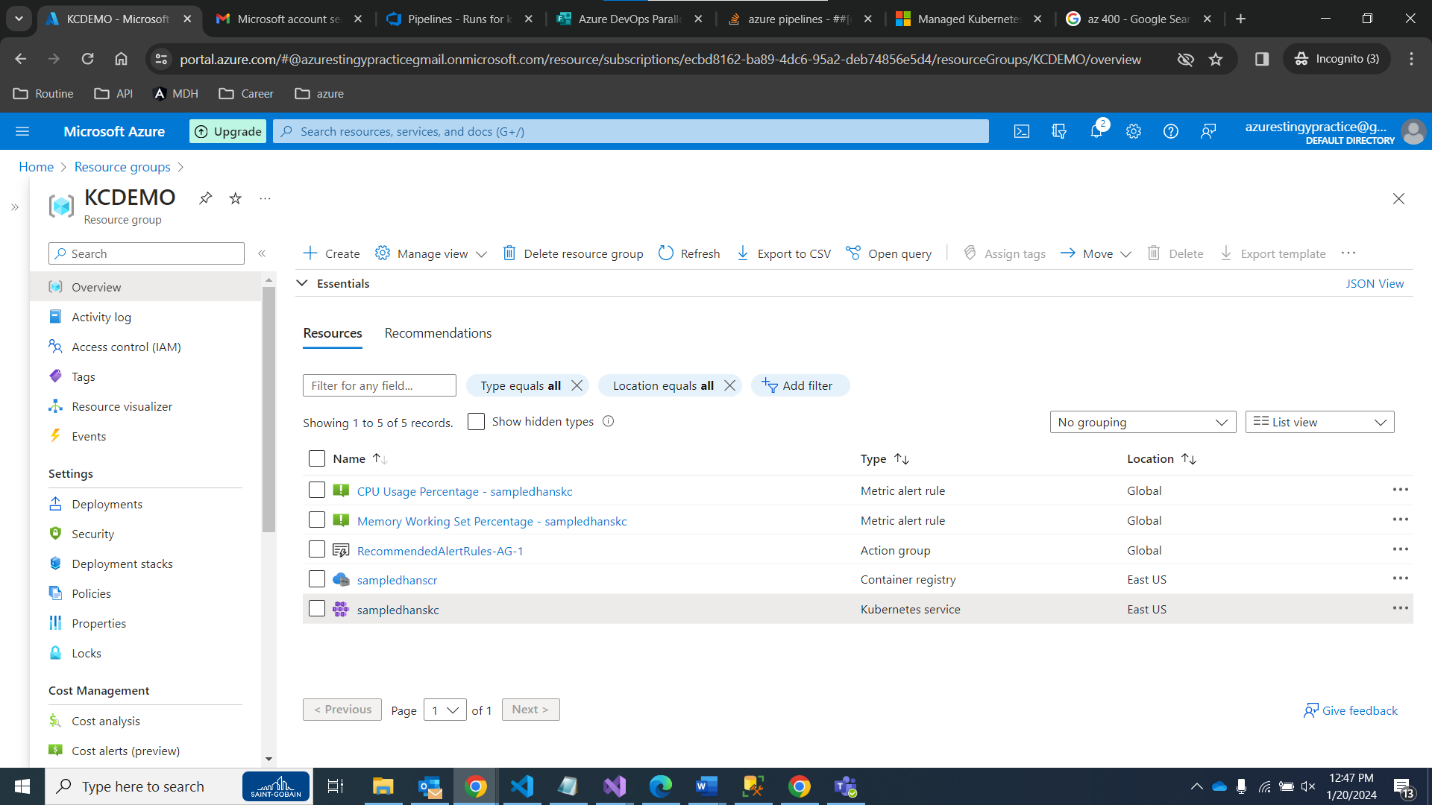 KCDEMO - Microsoft
Microsoft account se
Pipelines - Runs for k
Azure DevOps Parall
azure pipelines - ##[
Managed Kubernete
az 400 - Google Sear
portal.azure.com/#@azurestingypracticegmail.onmicrosoft.com/resource/subscriptions/ecbd8162-ba89-4dc6-95a2-deb74856e5d4/resourceGroups/KCDEMO/overview
Incognito (3)
Routine
API
MDH
Career
azure
Microsoft Azure
Upgrade
Search resources, services, and docs (G+/)
2
azurestingypractice@g...
DEFAULT DIRECTORY
Home > Resource groups >
KCDEMO
Resource group
Search
Overview
Activity log
Access control (IAM)
Tags
Resource visualizer
Events
Settings
Deployments
Security
Deployment stacks
Policies
Properties
Locks
Cost Management
Cost analysis
Cost alerts (preview)
Create
Manage view
Delete resource group
Refresh
Export to CSV
Open query
Assign tags
Move
Delete
Export template
Essentials
JSON View
Resources
Recommendations
Filter for any field...
Type equals all
Location equals all
Add filter
Showing 1 to 5 of 5 records.
Show hidden types
No grouping
List view
Name Type Location
CPU Usage Percentage - sampledhanskc Metric alert rule Global
Memory Working Set Percentage - sampledhanskc Metric alert rule Global
RecommendedAlertRules-AG-1 Action group Global
sampledhanscr Container registry East US
sampledhanskc Kubernetes service East US
< Previous Page 1 of 1 Next >
Give feedback
Type here to search
SAINT-GOBAIN
12:47 PM
1/20/2024
13